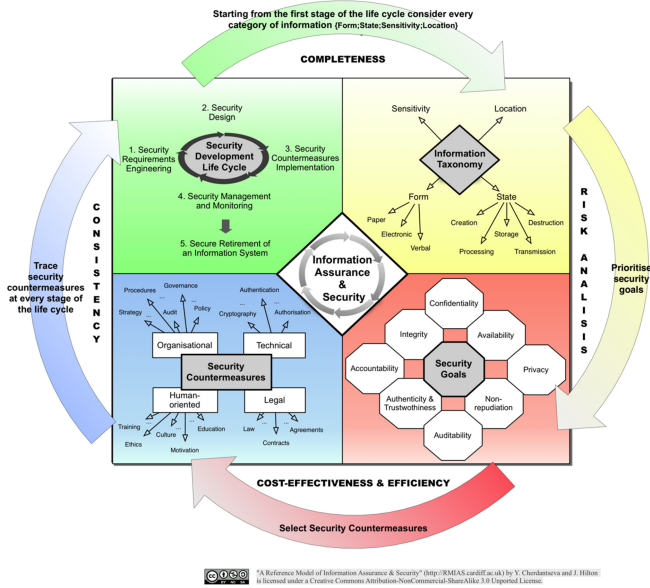 Starting from the first stage of the life cycle consider every
category of information {Form;State;Sensitivity;Location}
COMPLETENESS
2. Security
Design
1. Security
Requirements
Engineering
Security
Development
Life Cycle
3. Security
Countermeasures
Implementation
4. Security Management
and Monitoring
5. Secure Retirement of
an Information System
Sensitivity
Location
Information
Taxonomy
Form
State
Paper
Electronic
Verbal
Creation
Destruction
Storage
Processing
Transmission
CONSISTENCY
RISK ANALISIS
Trace
security
countermeasures
at every stage of
the life cycle
Prioritise
security
goals
Information
Assurance
&
Security
Procedures
Governance
...
...
Strategy
Audit
Policy
...
Authentication
...
Cryptography
Authorisation
Organisational
Technical
Security
Countermeasures
Human-
oriented
Legal
Training
...
Culture
...
Education
Ethics
Motivation
Law
...
Agreements
Contracts
Confidentiality
Integrity
Availability
Accountability
Security
Goals
Privacy
Authenticity &
Trustwothiness
Non-
repudiation
Auditability
COST-EFFECTIVENESS & EFFICIENCY
Select Security Countermeasures
cc
BY NC SA
"A Reference Model of Information Assurance & Security" (http://RMIAS.cardiff.ac.uk) by Y. Cherdantseva and J. Hilton
is licensed under a Creative Commons Attribution-NonCommercial-ShareAlike 3.0 Unported License.